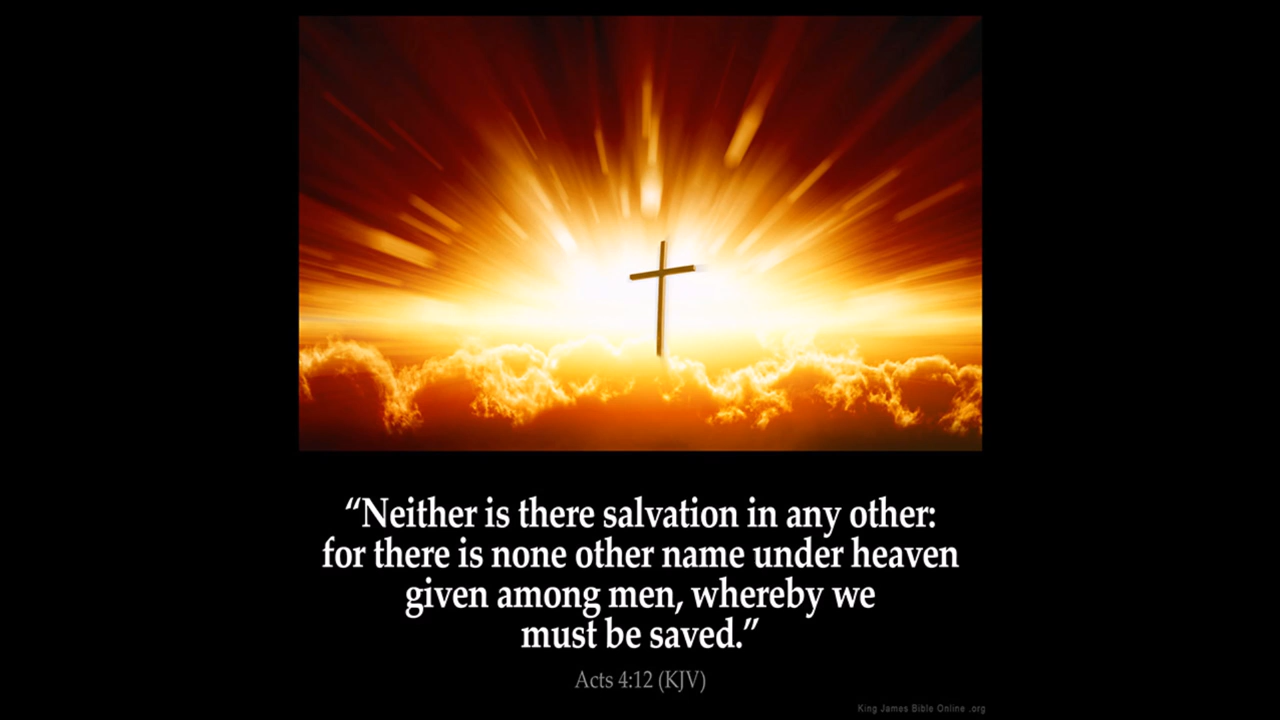 “Neither is there salvation in any other:
for there is none other name under heaven
given among men, whereby we
must be saved.”
Acts 4:12 (KJV)
King James Bible Online .org